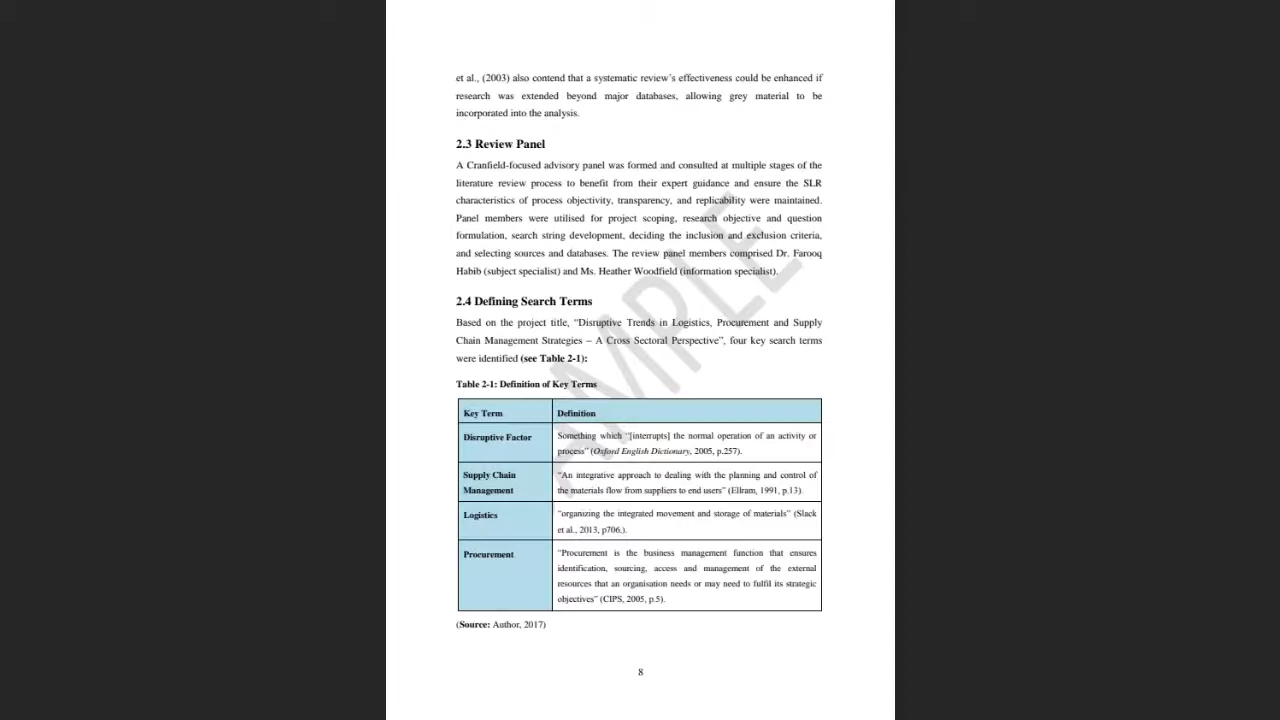 et al., (2003) also contend that a systematic review's effectiveness could be enhanced if
research was extended beyond major databases, allowing grey material to be
incorporated into the analysis.
2.3 Review Panel
A Cranfield-focused advisory panel was formed and consulted at multiple stages of the
literature review process to benefit from their expert guidance and ensure the SLR
characteristics of process objectivity, transparency, and replicability were maintained.
Panel members were utilised for project scoping, research objective and question
formulation, search string development, deciding the inclusion and exclusion criteria,
and selecting sources and databases. The review panel members comprised Dr. Farooq
Habib (subject specialist) and Ms. Heather Woodfield (information specialist).
2.4 Defining Search Terms
Based on the project title, "Disruptive Trends in Logistics, Procurement and Supply
Chain Management Strategies – A Cross Sectoral Perspective", four key search terms
were identified (see Table 2-1):
Table 2-1: Definition of Key Terms
Key Term Definition
Disruptive Factor
Something which "[interrupts] the normal operation of an activity or
process" (Oxford English Dictionary, 2005, p.257).
Supply Chain
Management
"An integrative approach to dealing with the planning and control of
the materials flow from suppliers to end users" (Ellram, 1991, p.13).
Logistics
"organizing the integrated movement and storage of materials" (Slack
et al., 2013, p706.).
Procurement
"Procurement is the business management function that ensures
identification, sourcing, access and management of the external
resources that an organisation needs or may need to fulfil its strategic
objectives" (CIPS, 2005, p.5).
(Source: Author, 2017)
8
SAMPLE